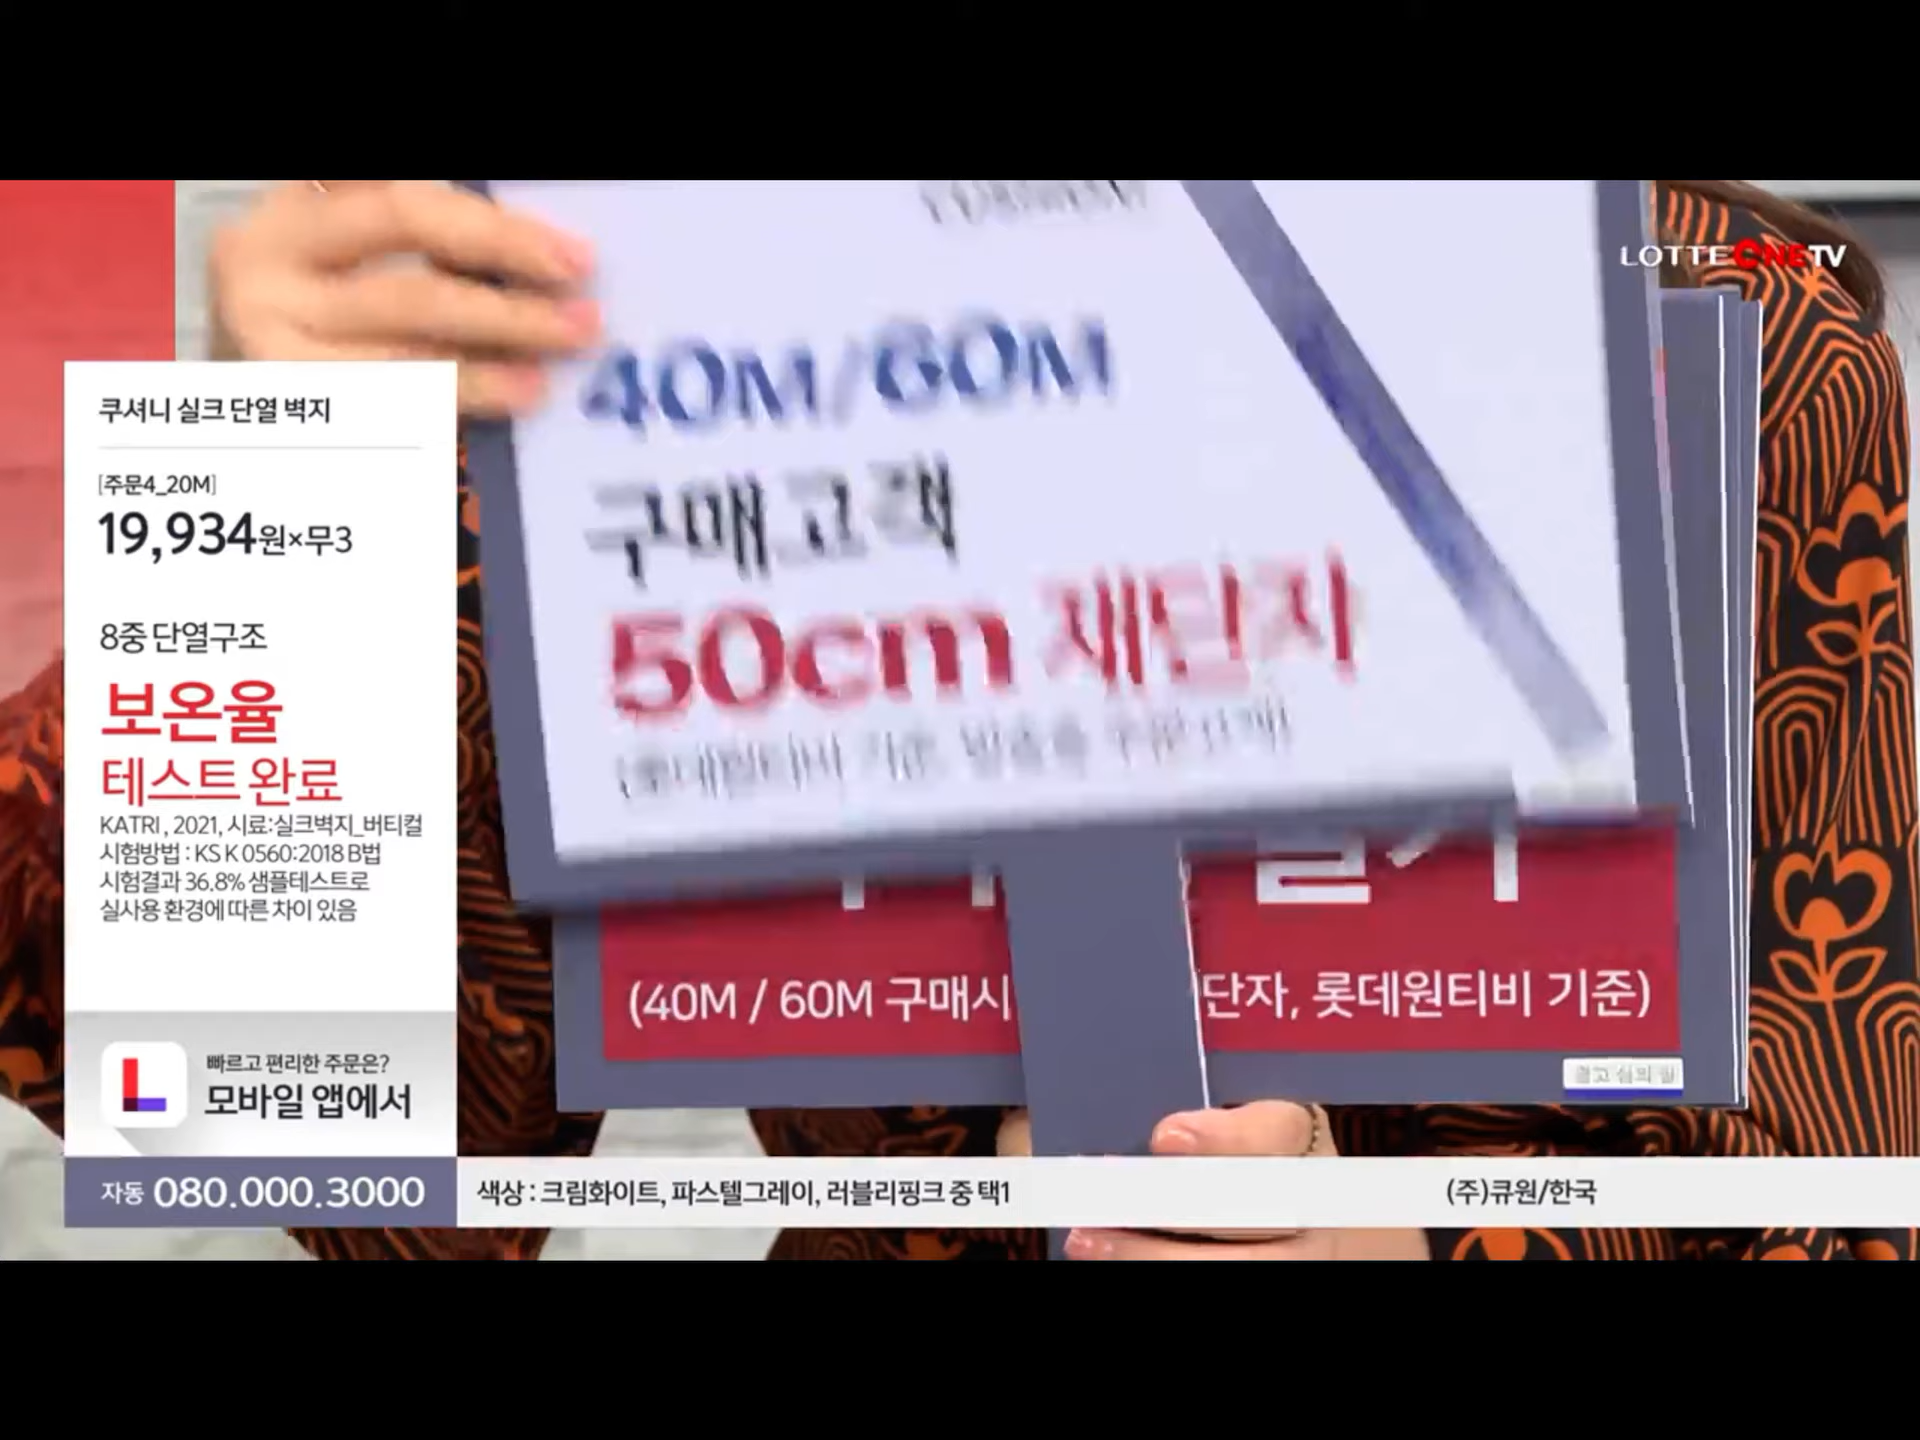 LOTTE ONE TV
40M/60M
구매고객
50cm 재단자
(40M / 60M 구매시 단자, 롯데원티비 기준)
쿠셔니 실크 단열 벽지
[주문4_20M]
19,934원×무3
8중 단열구조
보온율
테스트 완료
KATRI, 2021, 시료:실크벽지_버티컬
시험방법 : KS K 0560:2018 B법
시험결과 36.8% 샘플테스트로
실사용 환경에 따른 차이 있음
빠르고 편리한 주문은?
모바일 앱에서
자동 080.000.3000
색상 : 크림화이트, 파스텔그레이, 러블리핑크 중 택1
(주)큐원/한국